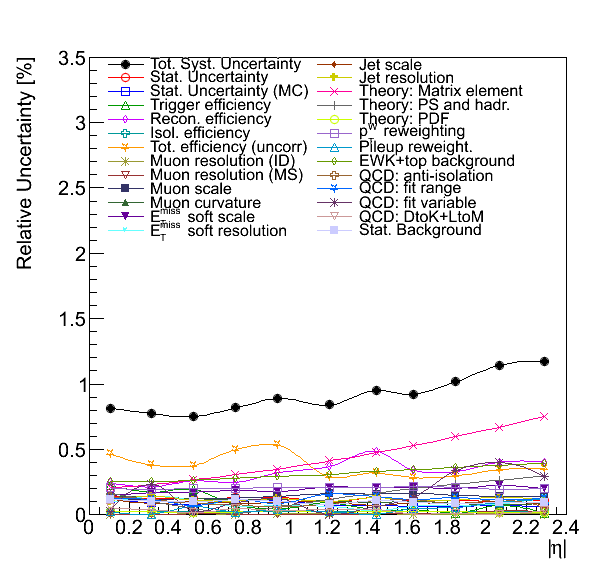 Relative Uncertainty [%]
3.5
3
2.5
2
1.5
1
0.5
0
Tot. Syst. Uncertainty
Stat. Uncertainty
Stat. Uncertainty (MC)
Trigger efficiency
Recon. efficiency
Isol. efficiency
Tot. efficiency (uncorr)
Muon resolution (ID)
Muon resolution (MS)
Muon scale
Muon curvature
E_T^miss soft scale
E_T^miss soft resolution
Jet scale
Jet resolution
Theory: Matrix element
Theory: PS and hadr.
Theory: PDF
p_T^W reweighting
Pileup reweight.
EWK+top background
QCD: anti-isolation
QCD: fit range
QCD: fit variable
QCD: DtoK+LtoM
Stat. Background
0 0.2 0.4 0.6 0.8 1 1.2 1.4 1.6 1.8 2 2.2 2.4
|η|